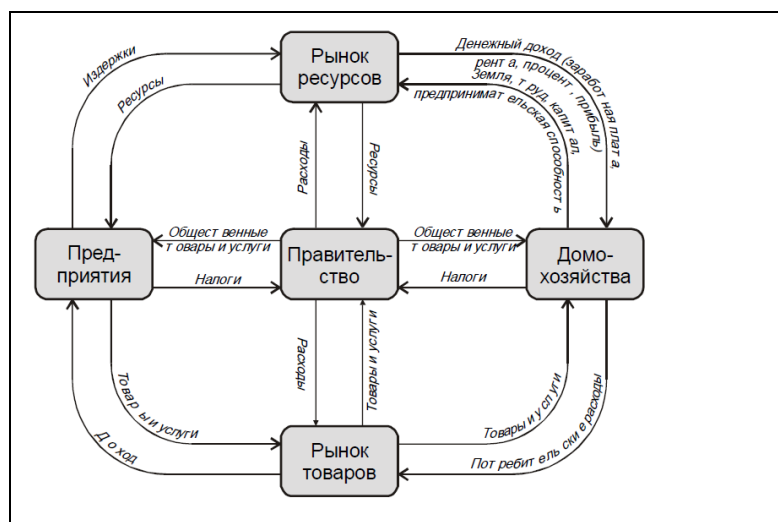 Издержки
Рынок
ресурсов
Денежный доход (заработная плата,
рента, процент, прибыль)
Земля, труд, капитал,
предпринимательская способность
Ресурсы
Расходы
Ресурсы
Пред-
приятия
Общественные
товары и услуги
Налоги
Правитель-
ство
Общественные
товары и услуги
Налоги
Домо-
хозяйства
Расходы
Товары и услуги
Товары и услуги
Доход
Рынок
товаров
Товары и услуги
Потребительские расходы